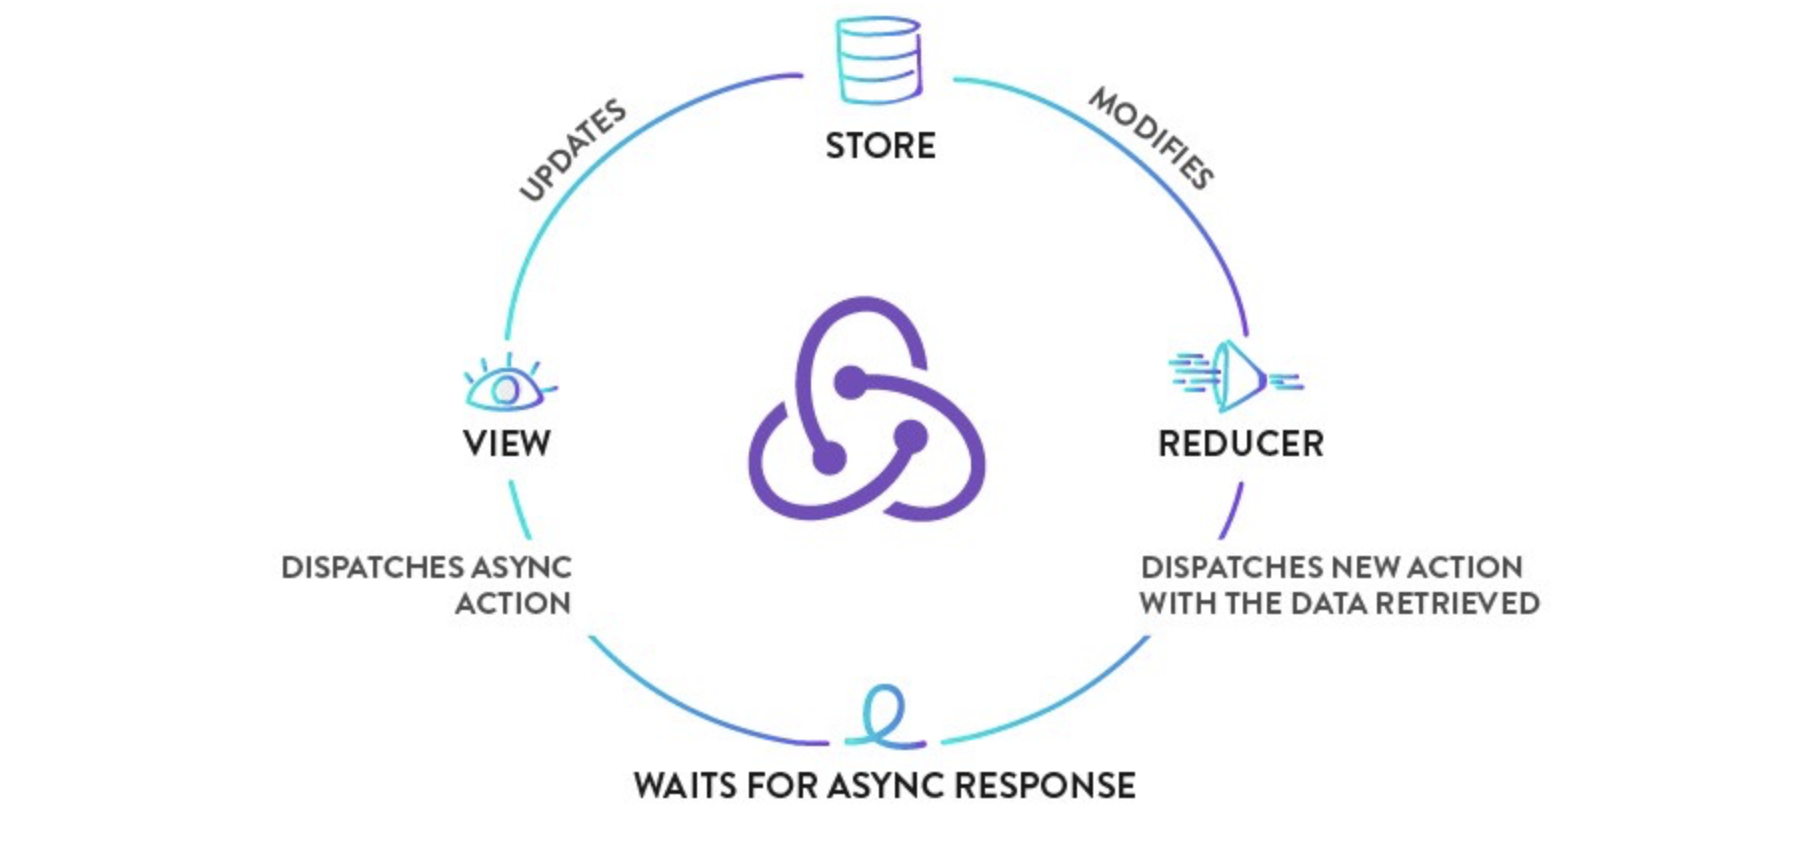 STORE
UPDATES
MODIFIES
VIEW
REDUCER
DISPATCHES ASYNC
ACTION
DISPATCHES NEW ACTION
WITH THE DATA RETRIEVED
WAITS FOR ASYNC RESPONSE